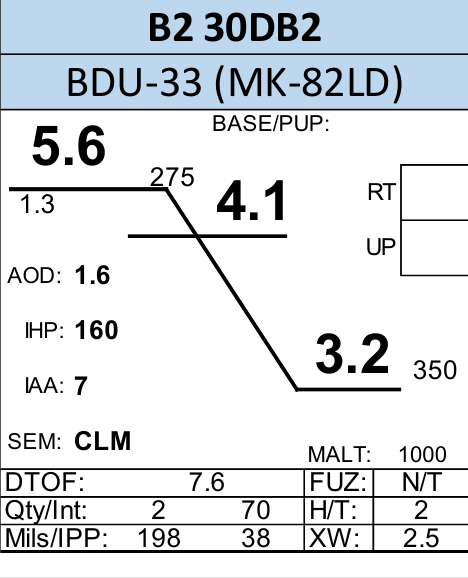 B2 30DB2
BDU-33 (MK-82LD)
BASE/PUP:
5.6
275
1.3
4.1
RT
UP
AOD: 1.6
IHP: 160
3.2
350
IAA: 7
SEM: CLM
MALT: 1000
DTOF: 7.6 FUZ: N/T
Qty/Int: 2 70 H/T: 2
Mils/IPP: 198 38 XW: 2.5